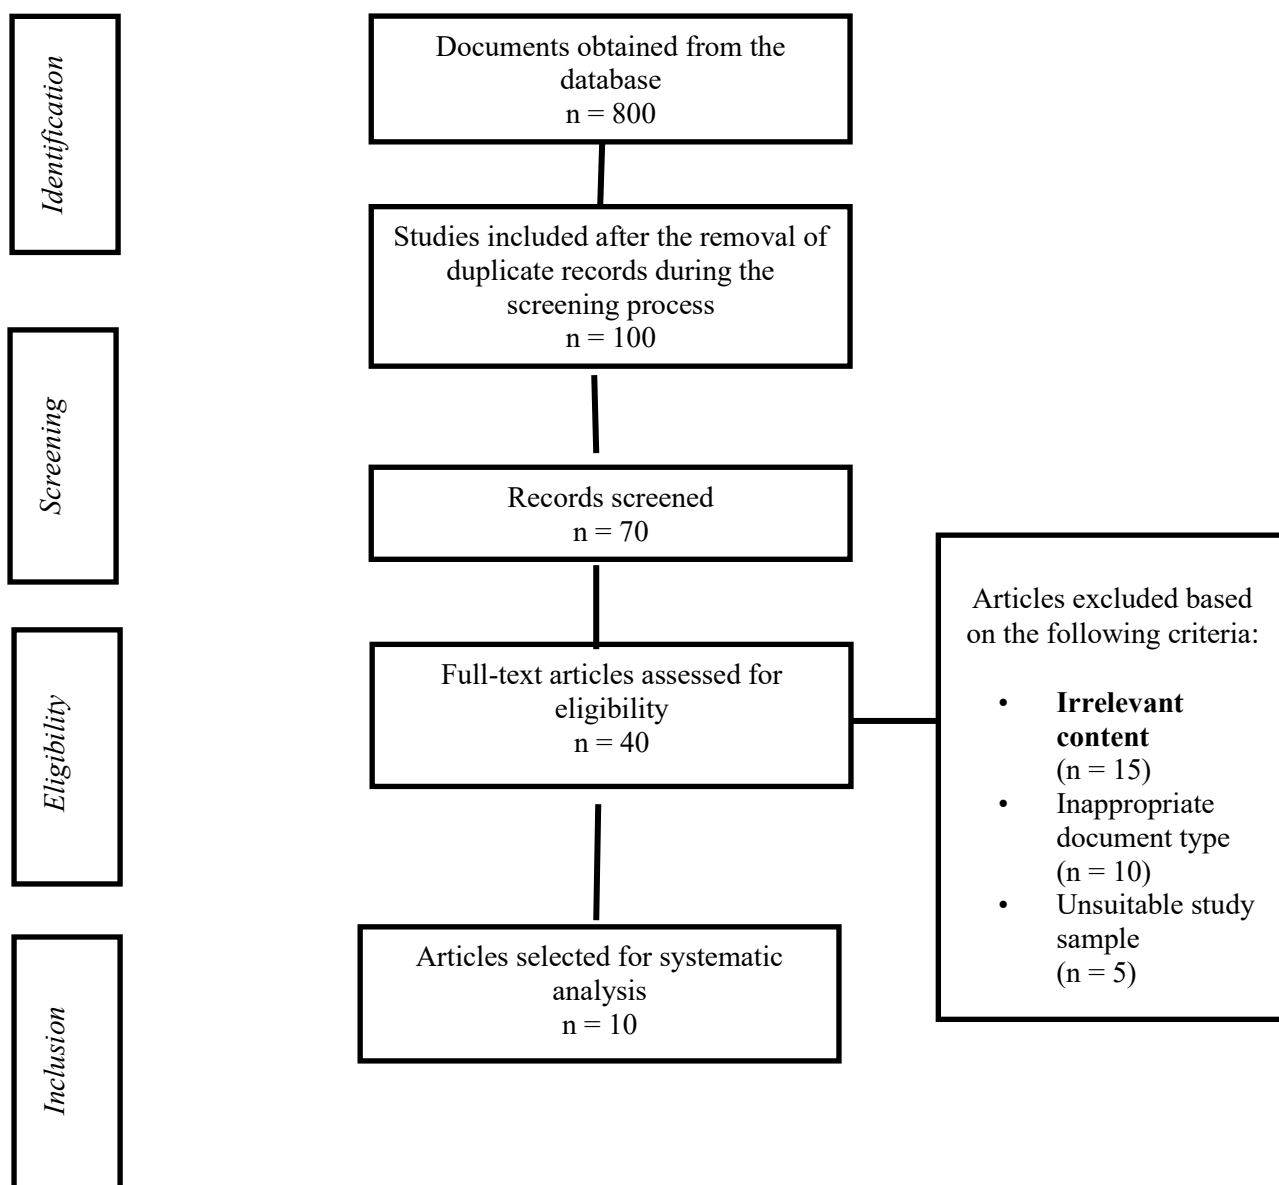 Identification
Documents obtained from the
database
n = 800
Studies included after the removal of
duplicate records during the
screening process
n = 100
Screening
Records screened
n = 70
Eligibility
Full-text articles assessed for
eligibility
n = 40
Articles excluded based
on the following criteria:
• Irrelevant
content
(n = 15)
• Inappropriate
document type
(n = 10)
• Unsuitable study
sample
(n = 5)
Inclusion
Articles selected for systematic
analysis
n = 10